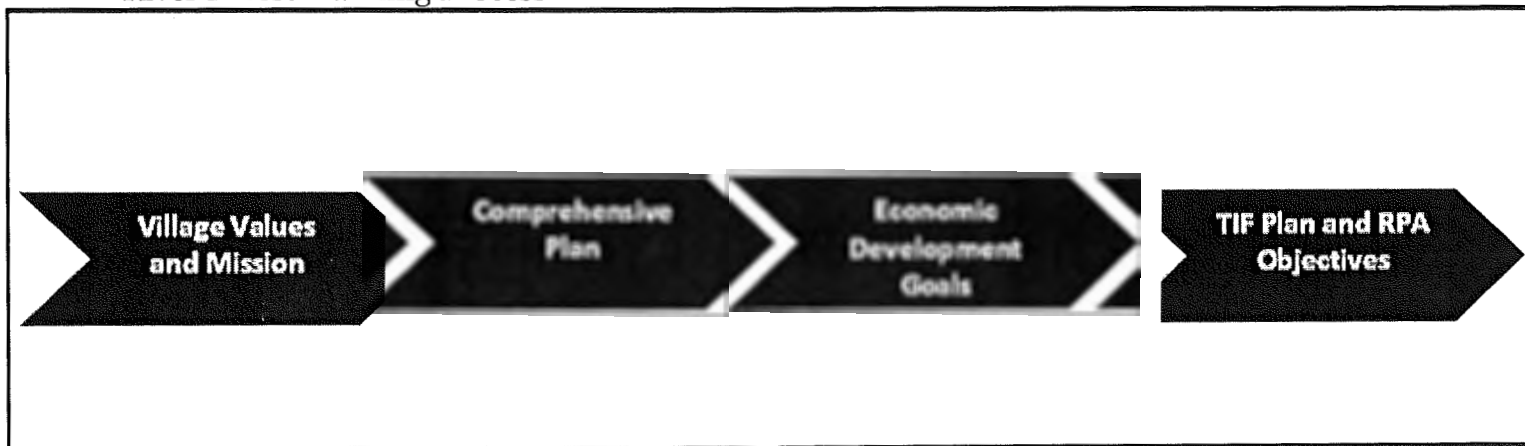 Village Values
and Mission
Comprehensive
Plan
Economic
Development
Goals
TIF Plan and RPA
Objectives